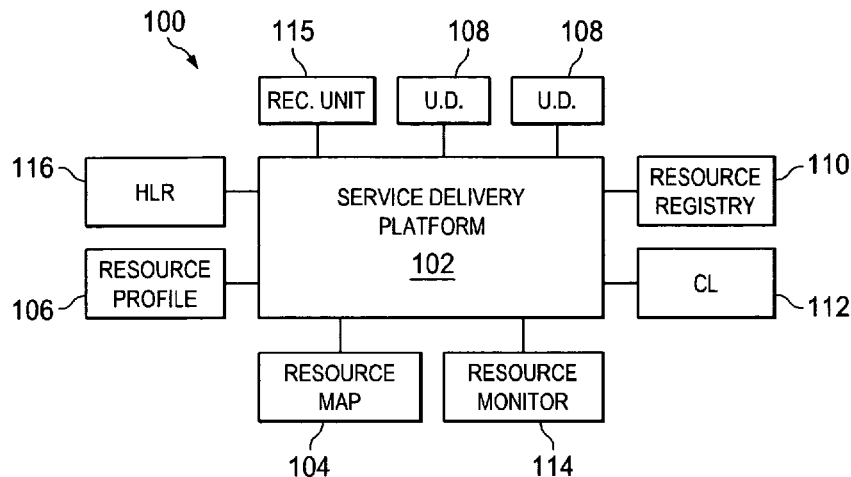 100
115
108
108
REC. UNIT
U.D.
U.D.
116
HLR
SERVICE DELIVERY
PLATFORM
102
RESOURCE
REGISTRY
110
RESOURCE
PROFILE
106
CL
112
RESOURCE
MAP
RESOURCE
MONITOR
104
114